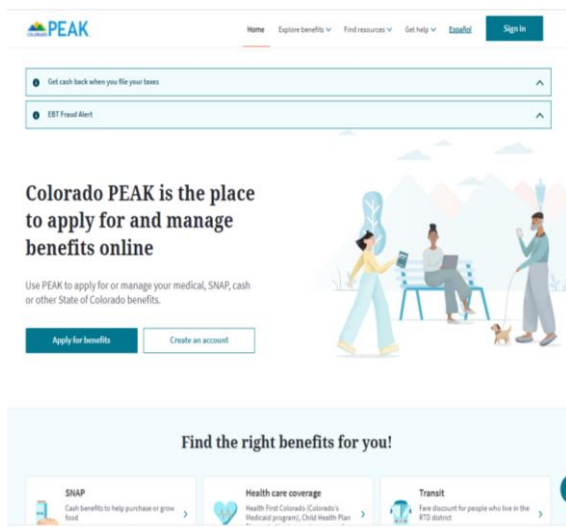 COLORADO PEAK
Home Explore benefits Find resources Get help Español Sign in
Get cash back when you file your taxes
EBT Fraud Alert
Colorado PEAK is the place
to apply for and manage
benefits online
Use PEAK to apply for or manage your medical, SNAP, cash
or other State of Colorado benefits.
Apply for benefits Create an account
Find the right benefits for you!
SNAP
Cash benefits to help purchase or grow
food
Health care coverage
Health First Colorado (Colorado's
Medicaid program), Child Health Plan
Transit
Fare discount for people who live in the
RTD district